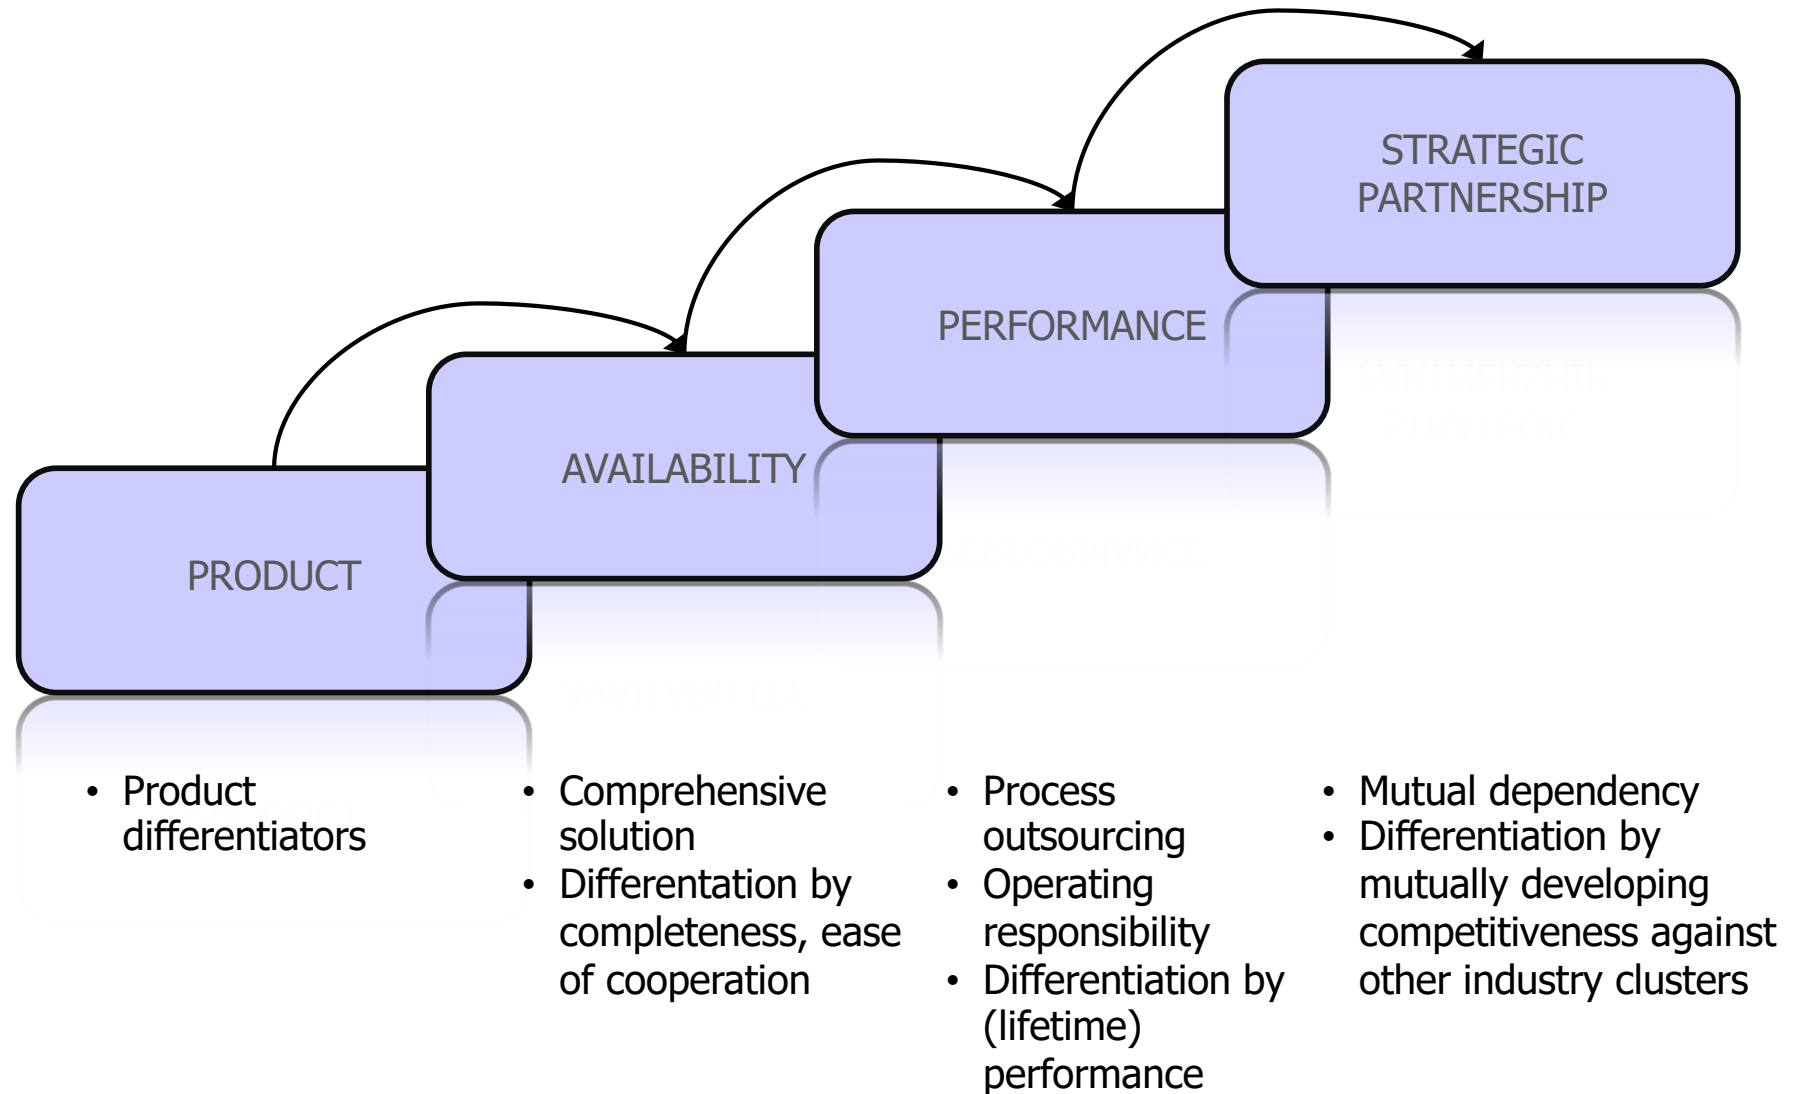 STRATEGIC
PARTNERSHIP
PERFORMANCE
AVAILABILITY
PRODUCT
• Product
differentiators
• Comprehensive
solution
• Differentation by
completeness, ease
of cooperation
• Process
outsourcing
• Operating
responsibility
• Differentiation by
(lifetime)
performance
• Mutual dependency
• Differentiation by
mutually developing
competitiveness against
other industry clusters